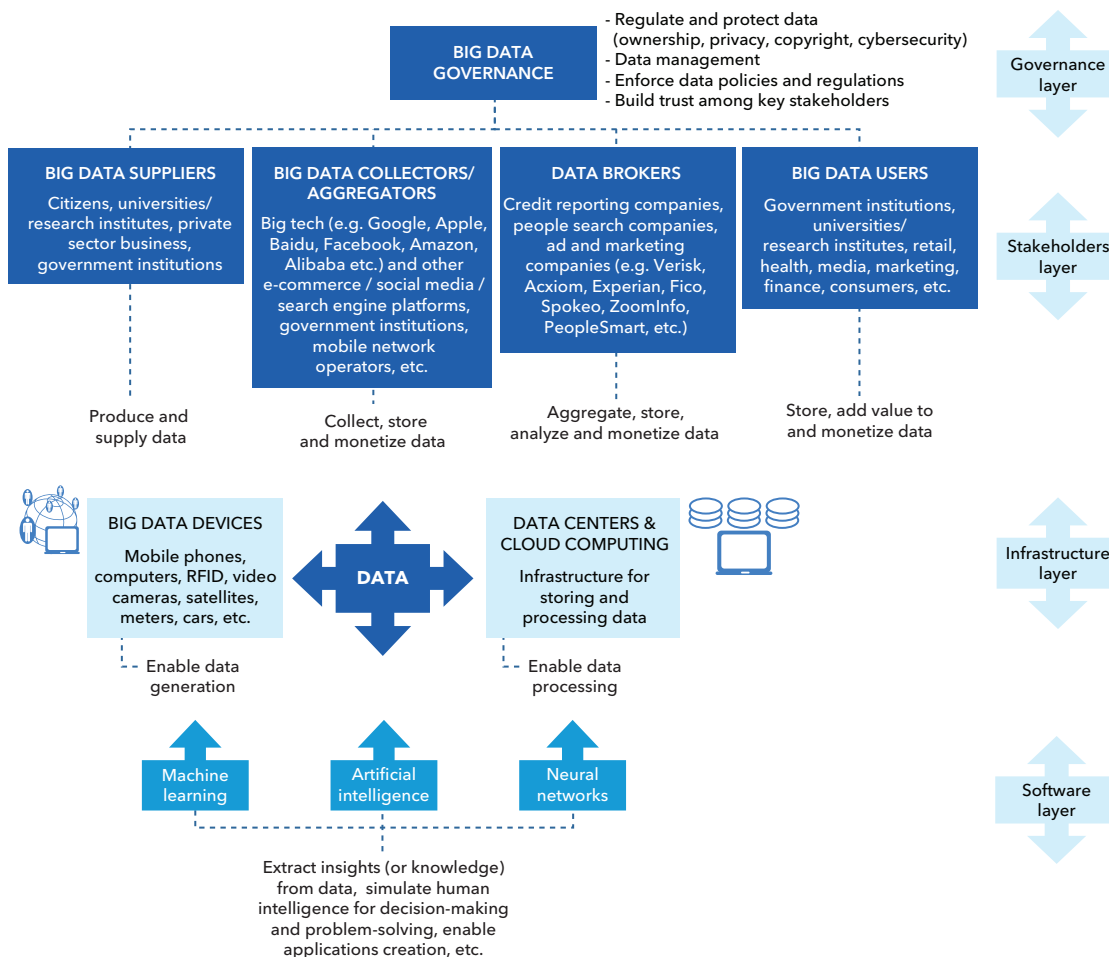 BIG DATA
GOVERNANCE
- Regulate and protect data
(ownership, privacy, copyright, cybersecurity)
- Data management
- Enforce data policies and regulations
- Build trust among key stakeholders
Governance
layer
BIG DATA SUPPLIERS
Citizens, universities/
research institutes, private
sector business,
government institutions
BIG DATA COLLECTORS/
AGGREGATORS
Big tech (e.g. Google, Apple,
Baidu, Facebook, Amazon,
Alibaba etc.) and other
e-commerce / social media /
search engine platforms,
government institutions,
mobile network
operators, etc.
DATA BROKERS
Credit reporting companies,
people search companies,
ad and marketing
companies (e.g. Verisk,
Acxiom, Experian, Fico,
Spokeo, ZoomInfo,
PeopleSmart, etc.)
BIG DATA USERS
Government institutions,
universities/
research institutes, retail,
health, media, marketing,
finance, consumers, etc.
Stakeholders
layer
Produce and
supply data
Collect, store
and monetize data
Aggregate, store,
analyze and monetize data
Store, add value to
and monetize data
BIG DATA DEVICES
Mobile phones,
computers, RFID, video
cameras, satellites,
meters, cars, etc.
DATA
DATA CENTERS &
CLOUD COMPUTING
Infrastructure for
storing and
processing data
Infrastructure
layer
Enable data
generation
Enable data
processing
Machine
learning
Artificial
intelligence
Neural
networks
Software
layer
Extract insights (or knowledge)
from data, simulate human
intelligence for decision-making
and problem-solving, enable
applications creation, etc.